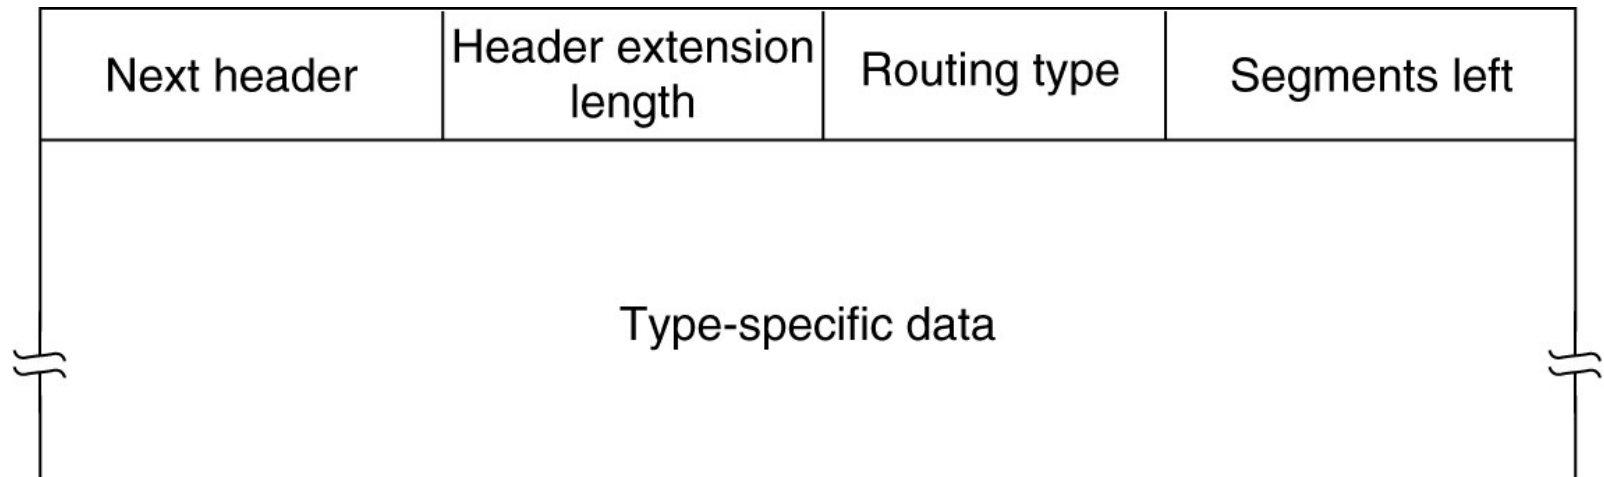 Next header
Header extension
length
Routing type
Segments left
Type-specific data